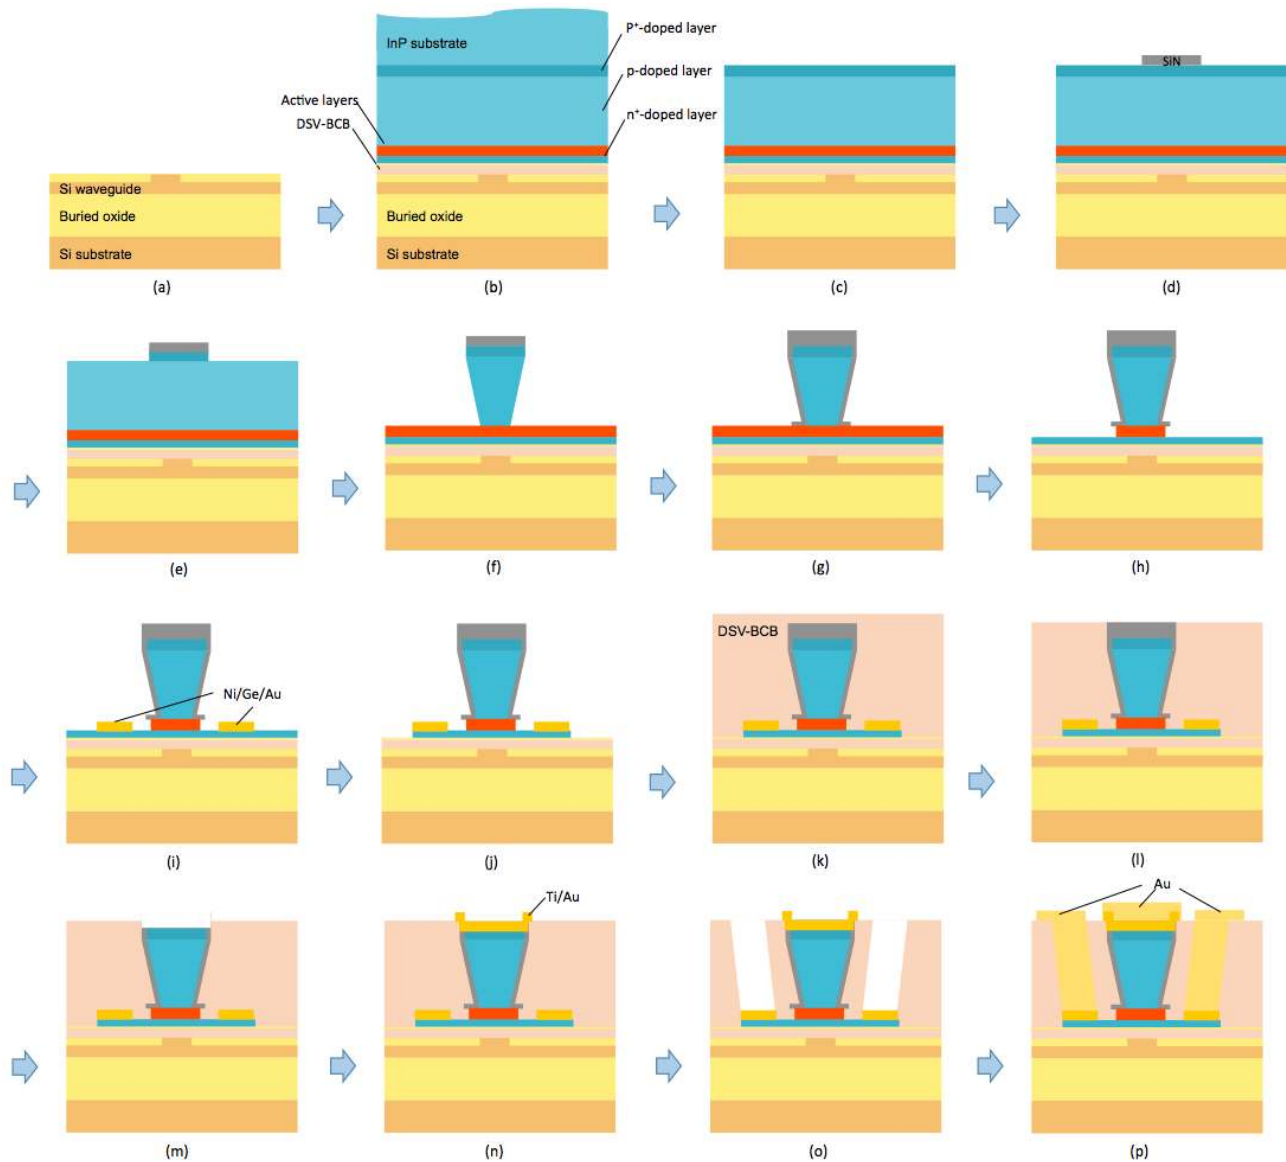 InP substrate
P⁺-doped layer
p-doped layer
Active layers
DSV-BCB
n⁺-doped layer
SiN
Si waveguide
Buried oxide
Si substrate
Buried oxide
Si substrate
(a)
(b)
(c)
(d)
(e)
(f)
(g)
(h)
Ni/Ge/Au
DSV-BCB
(i)
(j)
(k)
(l)
Ti/Au
Au
(m)
(n)
(o)
(p)